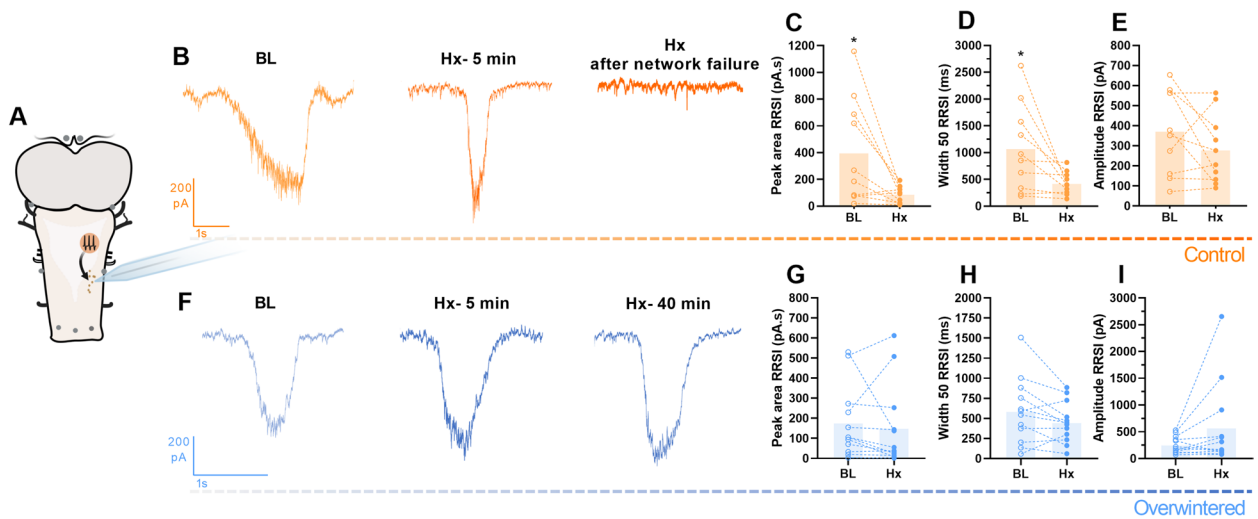 A
B
BL
Hx- 5 min
Hx
after network failure
200
pA
1s
C
Peak area RRSI (pA.s)
1200
1000
800
600
400
200
0
*
BL Hx
D
Width 50 RRSI (ms)
3000
2500
2000
1500
1000
500
0
*
BL Hx
E
Amplitude RRSI (pA)
800
700
600
500
400
300
200
100
0
BL Hx
Control
F
BL
Hx- 5 min
Hx- 40 min
200
pA
1s
G
Peak area RRSI (pA.s)
800
700
600
500
400
300
200
100
0
BL Hx
H
Width 50 RRSI (ms)
2000
1750
1500
1250
1000
750
500
250
0
BL Hx
I
Amplitude RRSI (pA)
3000
2500
2000
1500
1000
500
0
BL Hx
Overwintered